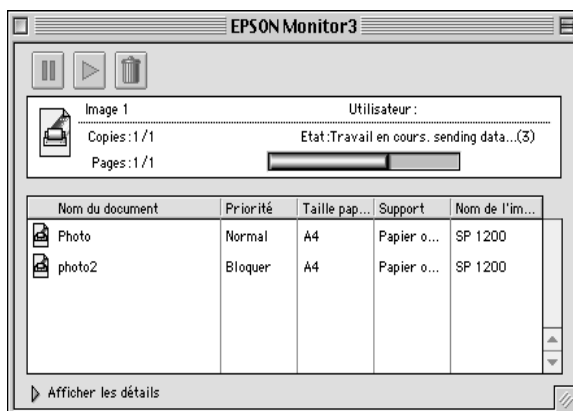 EPSON Monitor3
Image 1 Utilisateur :
Copies:1/1 Etat:Travail en cours. sending data...(3)
Pages:1/1
Nom du document Priorité Taille pap... Support Nom de l'im...
Photo Normal A4 Papier o... SP 1200
photo2 Bloquer A4 Papier o... SP 1200
Afficher les détails